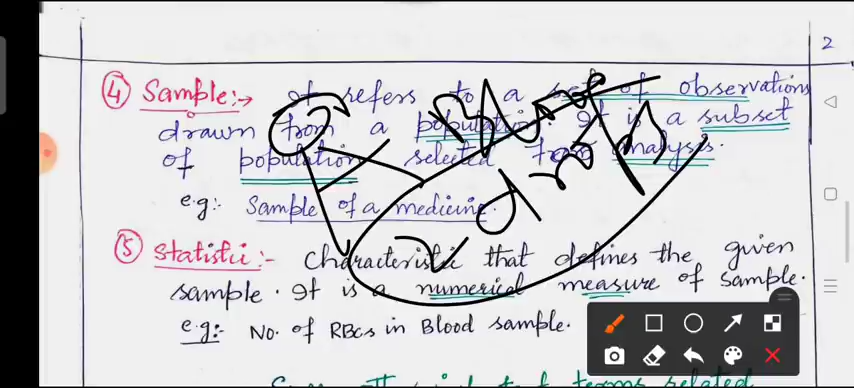 2
④ Sample:→ It refers to a set of observations
drawn from a population. It is a subset
of population selected for analysis.
e.g:- Sample of a medicine.
2 drops
⑤ Statistic:- Characteristic that defines the given
sample. It is a numerical measure of sample.
e.g:- No. of RBCs in Blood sample.